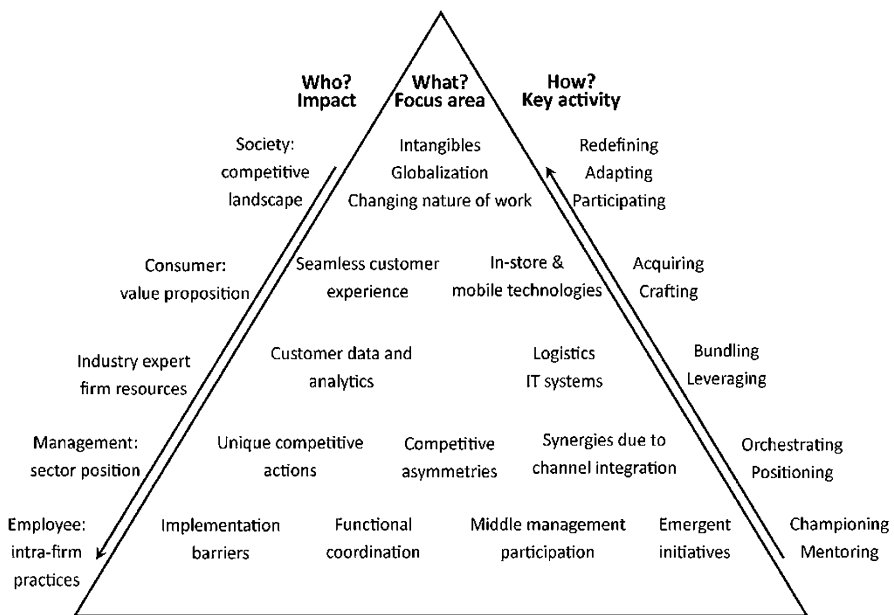 Who?
Impact
What?
Focus area
How?
Key activity
Society:
competitive
landscape
Intangibles
Globalization
Changing nature of work
Redefining
Adapting
Participating
Consumer:
value proposition
Seamless customer
experience
In-store &
mobile technologies
Acquiring
Crafting
Industry expert
firm resources
Customer data and
analytics
Logistics
IT systems
Bundling
Leveraging
Management:
sector position
Unique competitive
actions
Competitive
asymmetries
Synergies due to
channel integration
Orchestrating
Positioning
Employee:
intra-firm
practices
Implementation
barriers
Functional
coordination
Middle management
participation
Emergent
initiatives
Championing
Mentoring